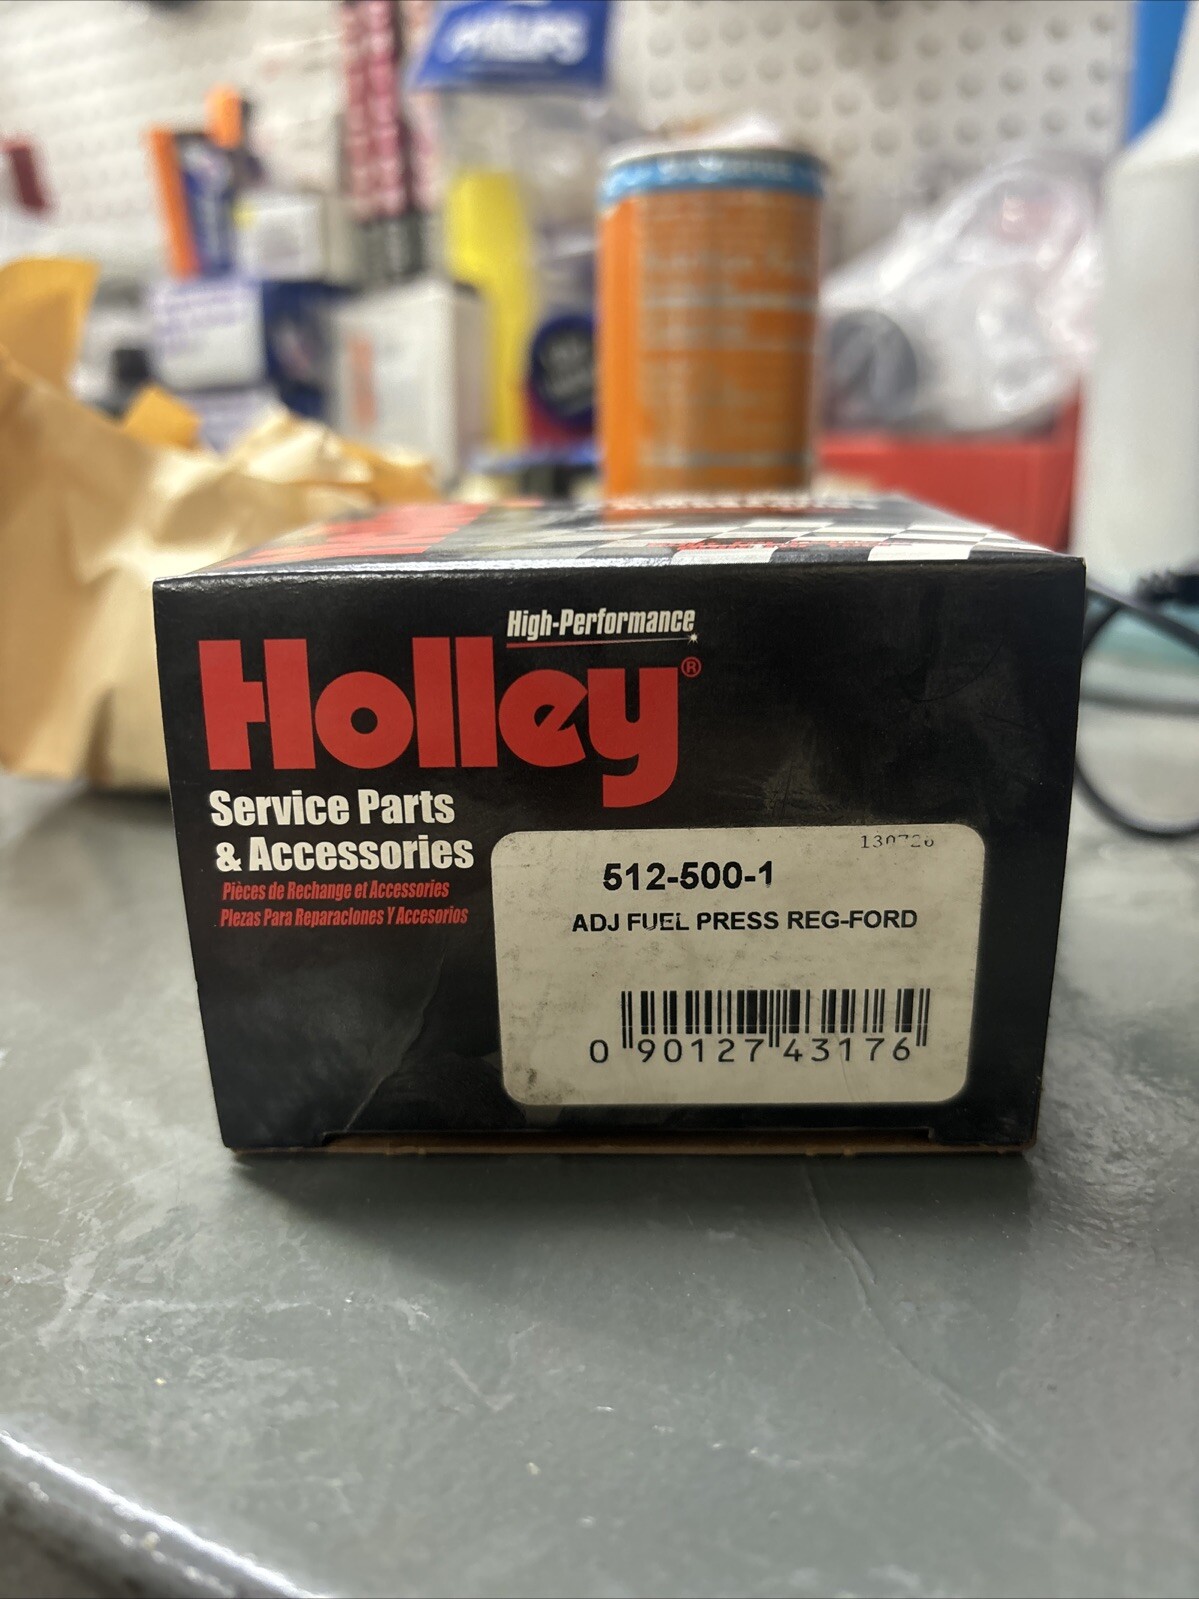 High-Performance
Holley®
Service Parts
& Accessories
Pièces de Rechange et Accessories
Piezas Para Reparaciones Y Accesorios
512-500-1
ADJ FUEL PRESS REG-FORD
0 90127 43176